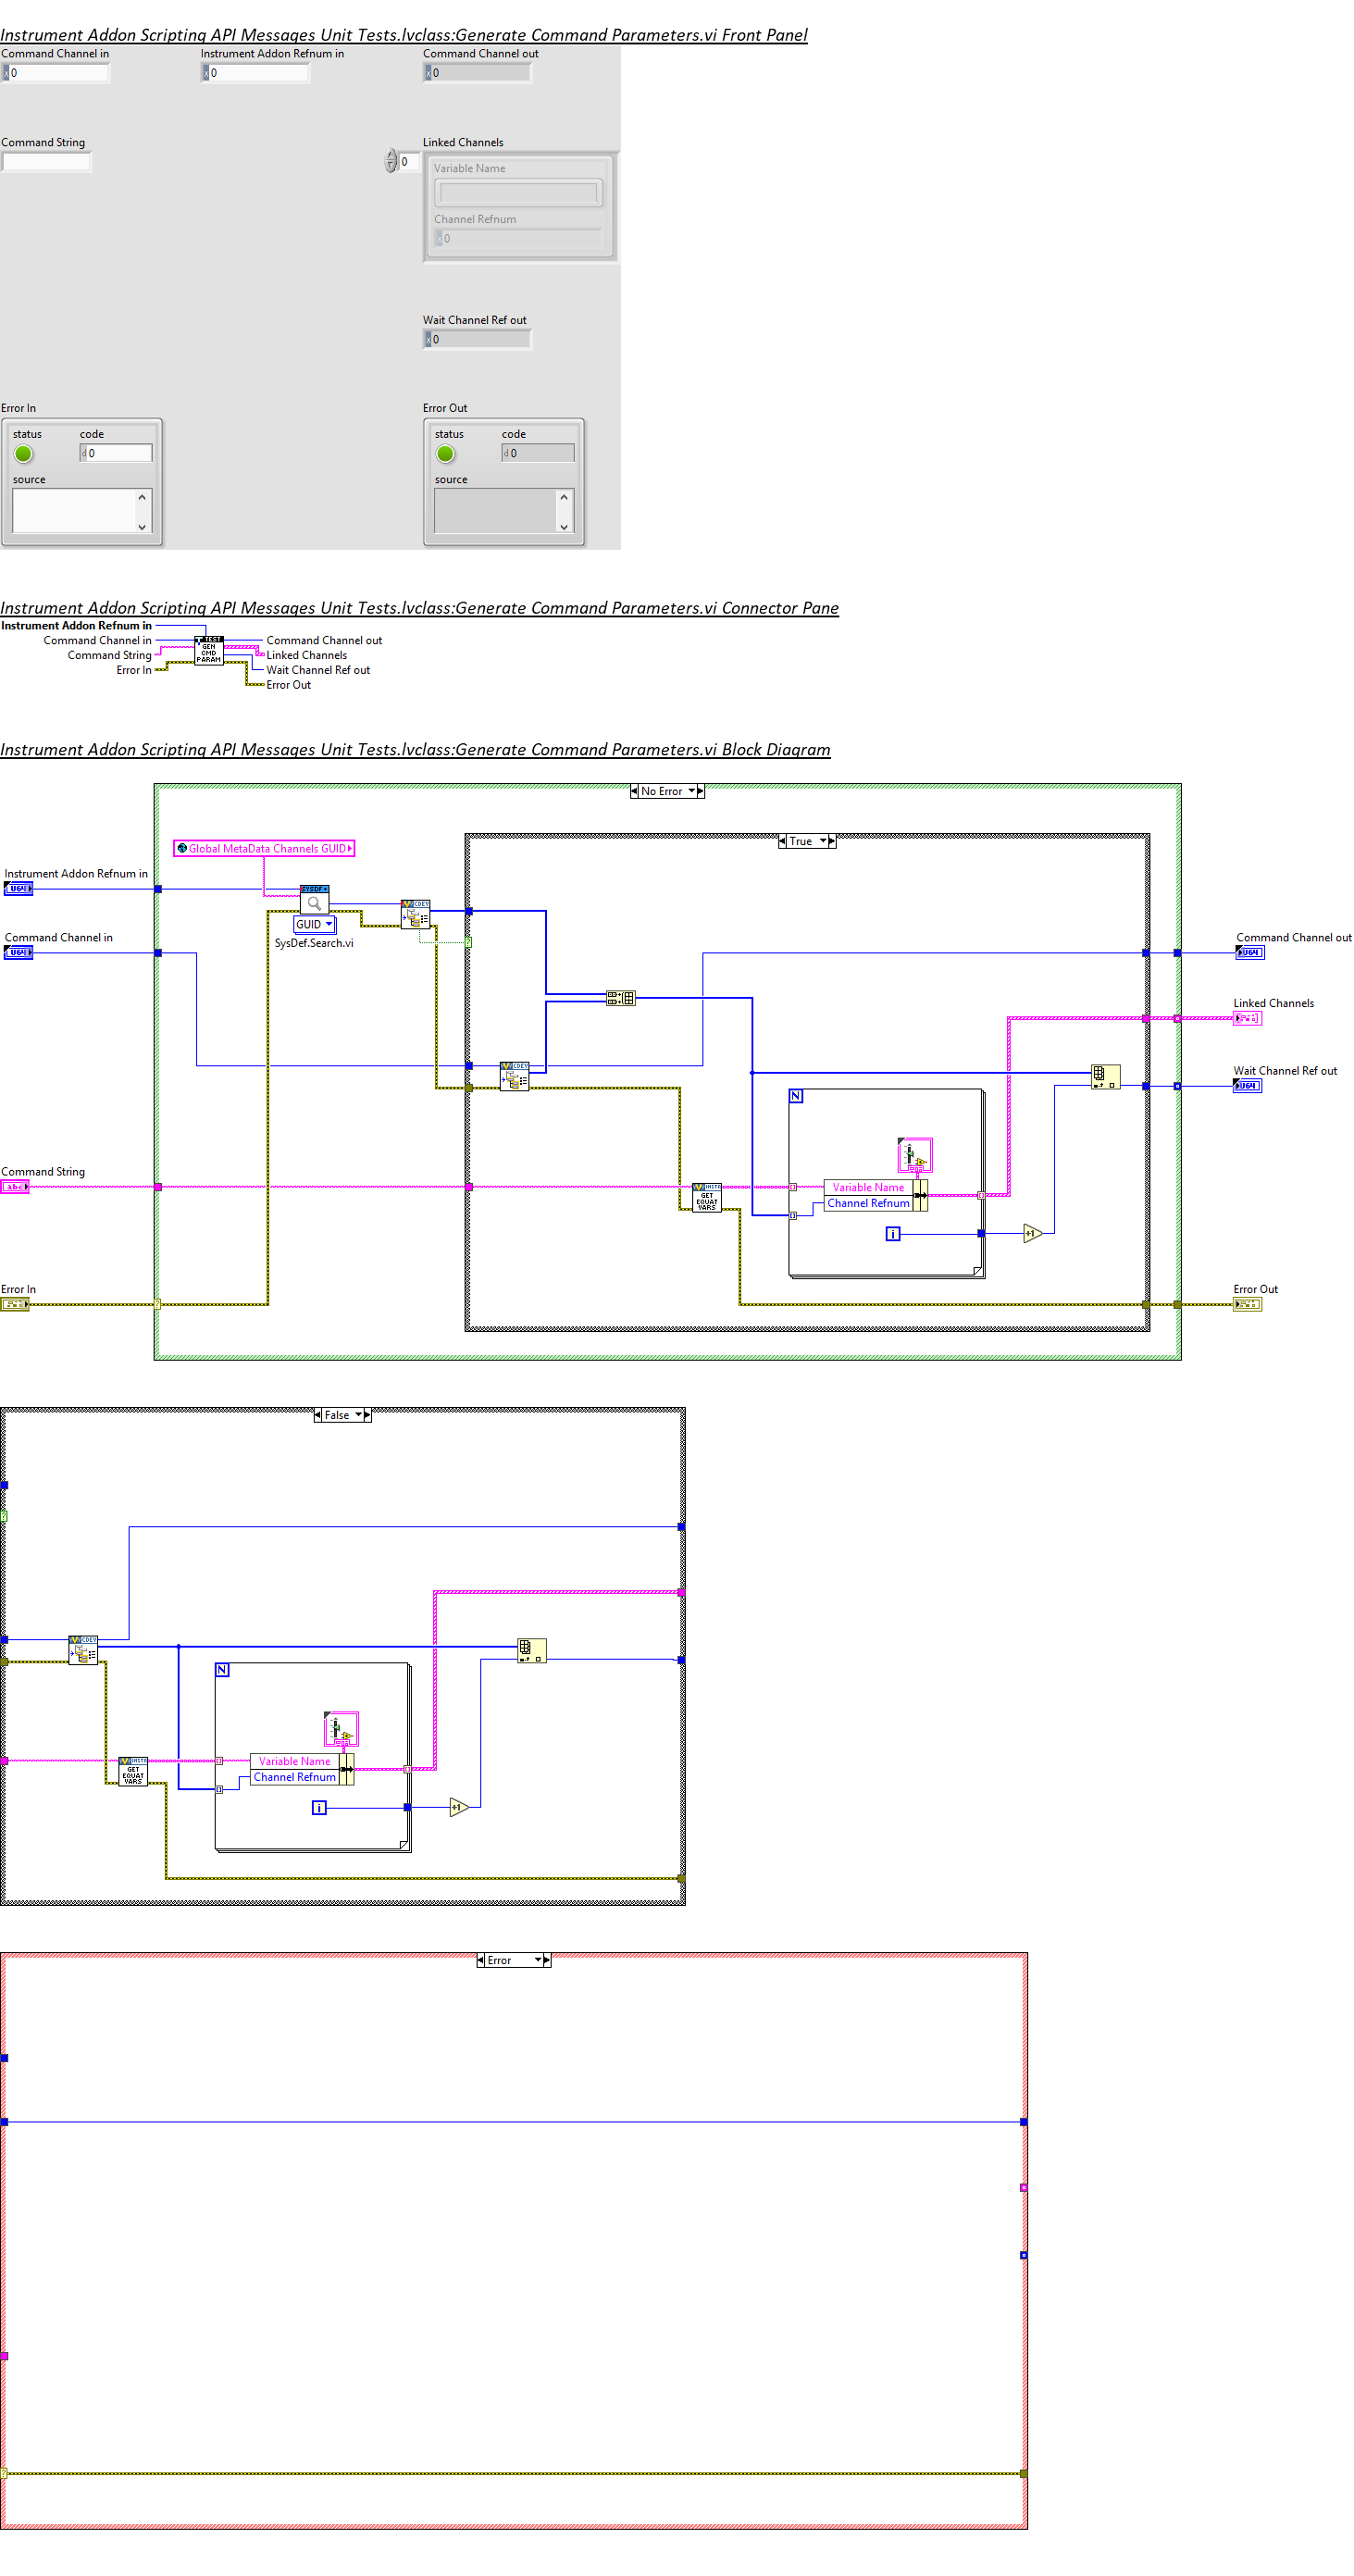 Instrument Addon Scripting API Messages Unit Tests.lvclass:Generate Command Parameters.vi Front Panel
Command Channel in
Instrument Addon Refnum in
Command Channel out
x 0
x 0
x 0
Command String
Linked Channels
0
Variable Name
Channel Refnum
x 0
Wait Channel Ref out
x 0
Error In
Error Out
status
code
status
code
d 0
d 0
source
source
Instrument Addon Scripting API Messages Unit Tests.lvclass:Generate Command Parameters.vi Connector Pane
Instrument Addon Refnum in
Command Channel in
Command Channel out
Command String
Linked Channels
Error In
Wait Channel Ref out
Error Out
TEST
GEN
CMD
PARAM
Instrument Addon Scripting API Messages Unit Tests.lvclass:Generate Command Parameters.vi Block Diagram
No Error
True
Global MetaData Channels GUID
Instrument Addon Refnum in
U64
SYSDF
CDEV
GUID
SysDef.Search.vi
Command Channel in
U64
Command Channel out
U64
Linked Channels
CDEV
Wait Channel Ref out
U64
N
Command String
abc
INSTR
GET
EQUAT
VARS
Variable Name
Channel Refnum
i
+1
Error In
Error Out
False
CDEV
N
INSTR
GET
EQUAT
VARS
Variable Name
Channel Refnum
i
+1
Error